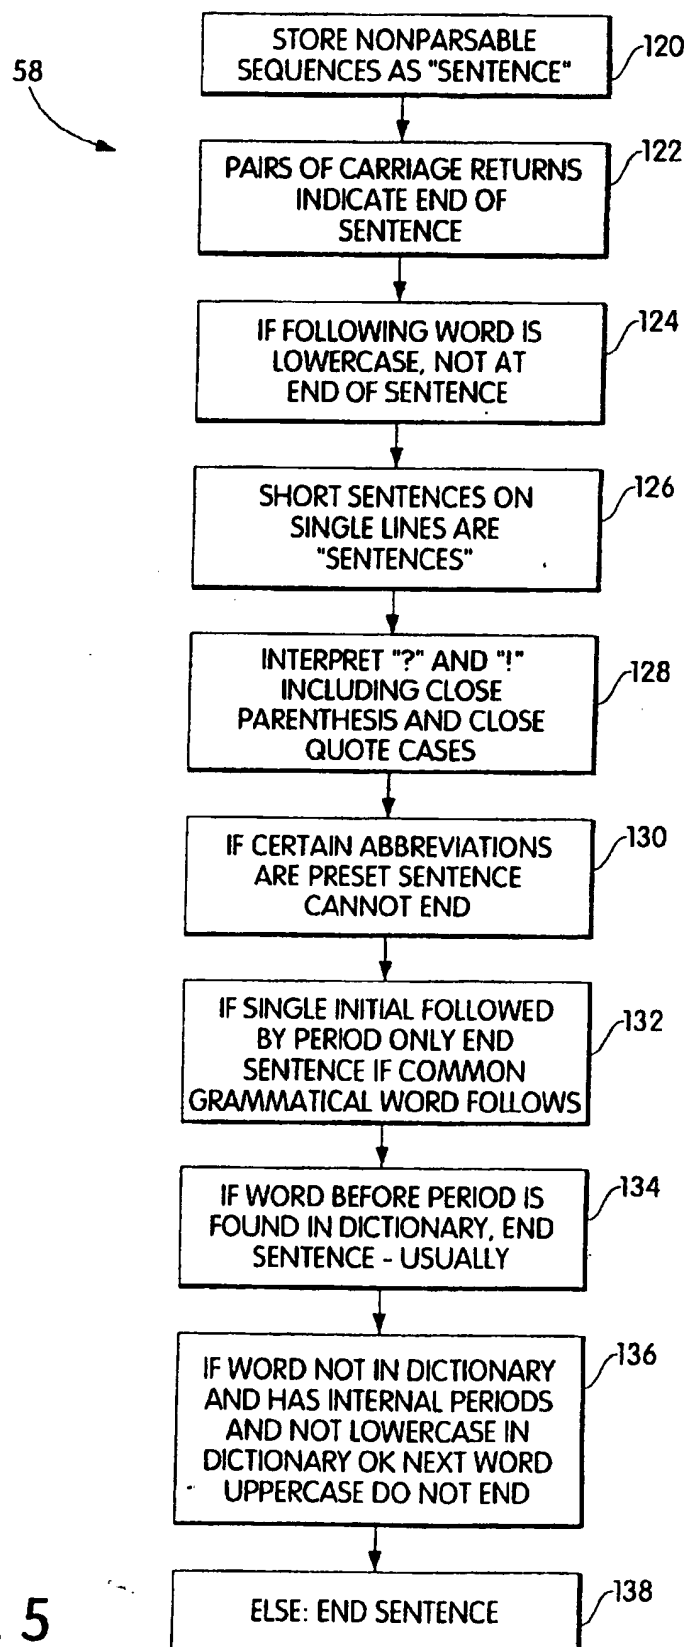 58
STORE NONPARSABLE
SEQUENCES AS "SENTENCE"
120
PAIRS OF CARRIAGE RETURNS
INDICATE END OF
SENTENCE
122
IF FOLLOWING WORD IS
LOWERCASE, NOT AT
END OF SENTENCE
124
SHORT SENTENCES ON
SINGLE LINES ARE
"SENTENCES"
126
INTERPRET "?" AND "!"
INCLUDING CLOSE
PARENTHESIS AND CLOSE
QUOTE CASES
128
IF CERTAIN ABBREVIATIONS
ARE PRESET SENTENCE
CANNOT END
130
IF SINGLE INITIAL FOLLOWED
BY PERIOD ONLY END
SENTENCE IF COMMON
GRAMMATICAL WORD FOLLOWS
132
IF WORD BEFORE PERIOD IS
FOUND IN DICTIONARY, END
SENTENCE - USUALLY
134
IF WORD NOT IN DICTIONARY
AND HAS INTERNAL PERIODS
AND NOT LOWERCASE IN
DICTIONARY OK NEXT WORD
UPPERCASE DO NOT END
136
ELSE: END SENTENCE
138
. 5